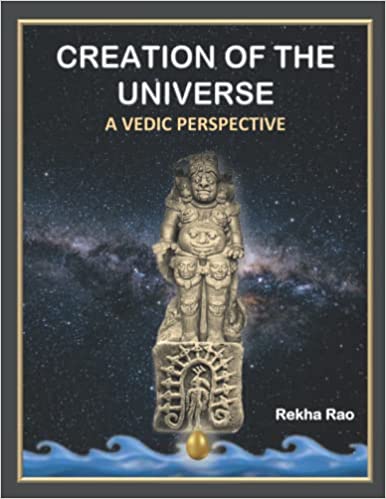 CREATION OF THE
UNIVERSE
A VEDIC PERSPECTIVE
Rekha Rao